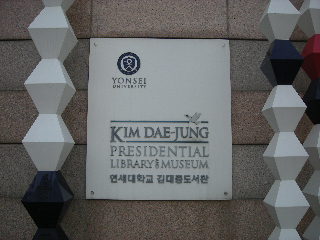 YONSEI
UNIVERSITY
KIM DAE-JUNG
PRESIDENTIAL
LIBRARY & MUSEUM
연세대학교 김대중도서관